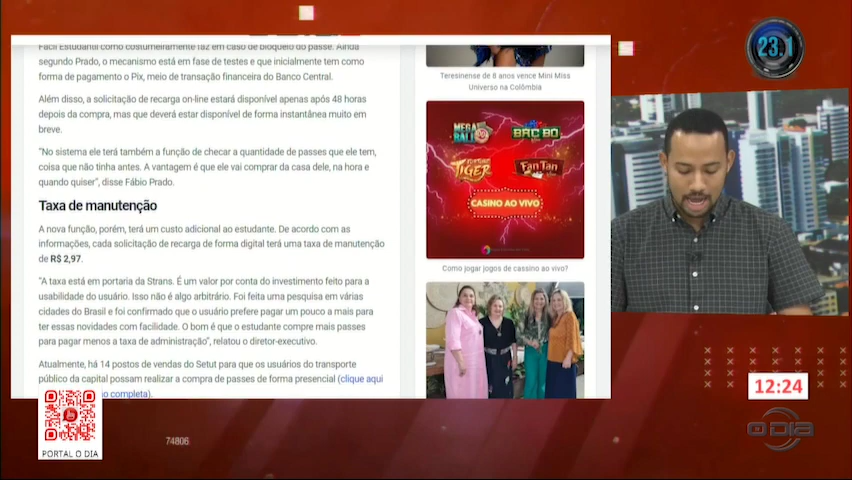 Fácil Estudantil como costumeiramente faz em caso de bloqueio do passe. Ainda
segundo Prado, o mecanismo está em fase de testes e que inicialmente tem como
forma de pagamento o Pix, meio de transação financeira do Banco Central.
Além disso, a solicitação de recarga on-line estará disponível apenas após 48 horas
depois da compra, mas que deverá estar disponível de forma instantânea muito em
breve.
“No sistema ele terá também a função de checar a quantidade de passes que ele tem,
coisa que não tinha antes. A vantagem é que ele vai comprar da casa dele, na hora e
quando quiser”, disse Fábio Prado.
Taxa de manutenção
A nova função, porém, terá um custo adicional ao estudante. De acordo com as
informações, cada solicitação de recarga de forma digital terá uma taxa de manutenção
de R$ 2,97.
“A taxa está em portaria da Strans. É um valor por conta do investimento feito para a
usabilidade do usuário. Isso não é algo arbitrário. Foi feita uma pesquisa em várias
cidades do Brasil e foi confirmado que o usuário prefere pagar um pouco a mais para
ter essas novidades com facilidade. O bom é que o estudante compre mais passes
para pagar menos a taxa de administração”, relatou o diretor-executivo.
Atualmente, há 14 postos de vendas do Setut para que os usuários do transporte
público da capital possam realizar a compra de passes de forma presencial (clique aqui
ão completa).
Teresinense de 8 anos vence Mini Miss
Universo na Colômbia
MEGA
BALL
BAC BO
TIGER
Fan Tan
CASINO AO VIVO
Como jogar jogos de cassino ao vivo?
23.1
12:24
O DIA
PORTAL O DIA
74806